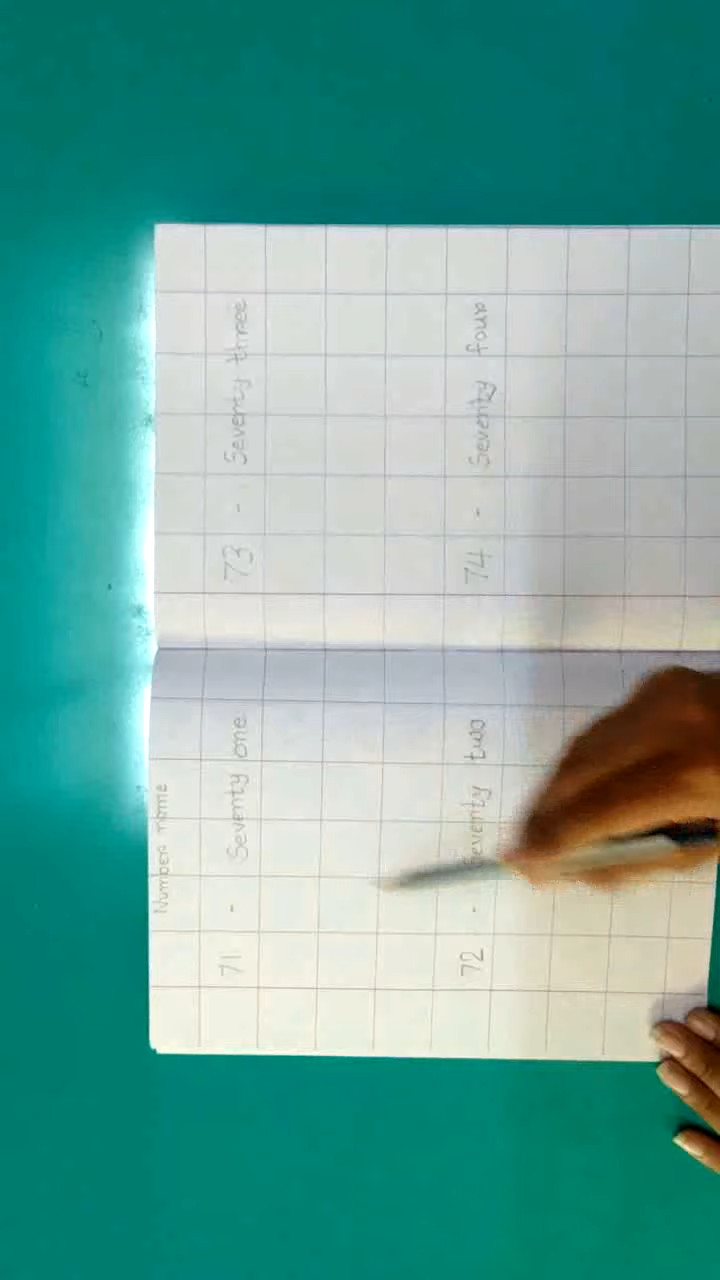 Number name
71 - Seventy one
72 - Seventy two
73 - Seventy three
74 - Seventy four